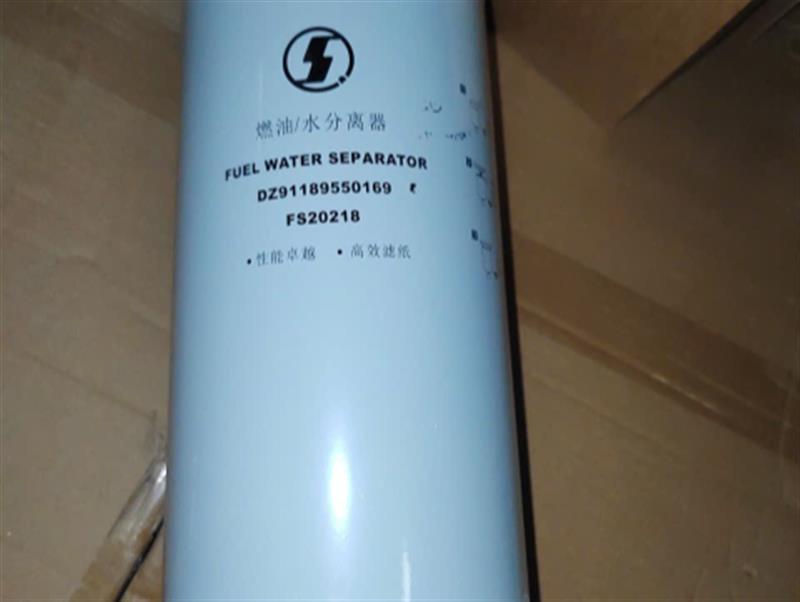 燃油/水分离器
FUEL WATER SEPARATOR
DZ91189550169
FS20218
• 性能卓越 • 高效滤纸